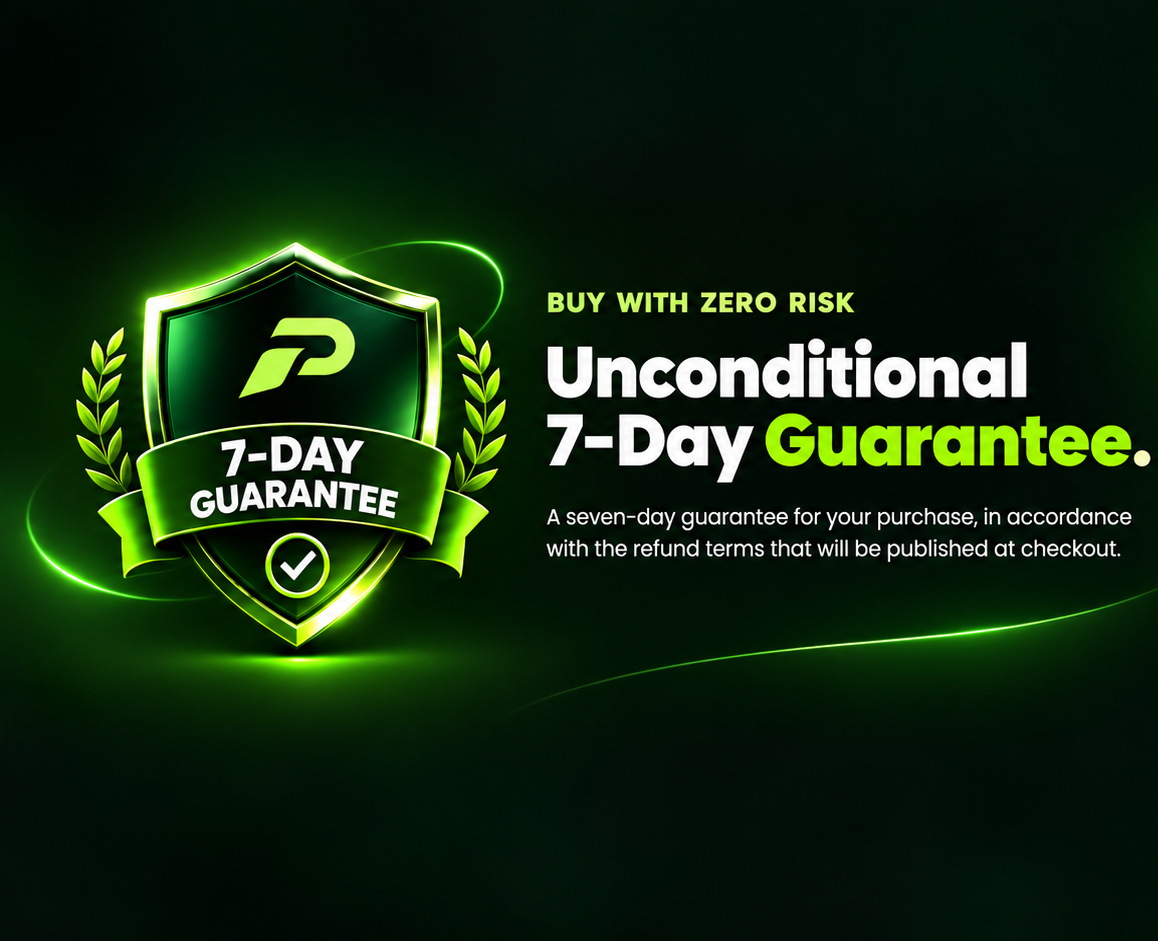 7-DAY
GUARANTEE
BUY WITH ZERO RISK
Unconditional
7-Day Guarantee.
A seven-day guarantee for your purchase, in accordance
with the refund terms that will be published at checkout.